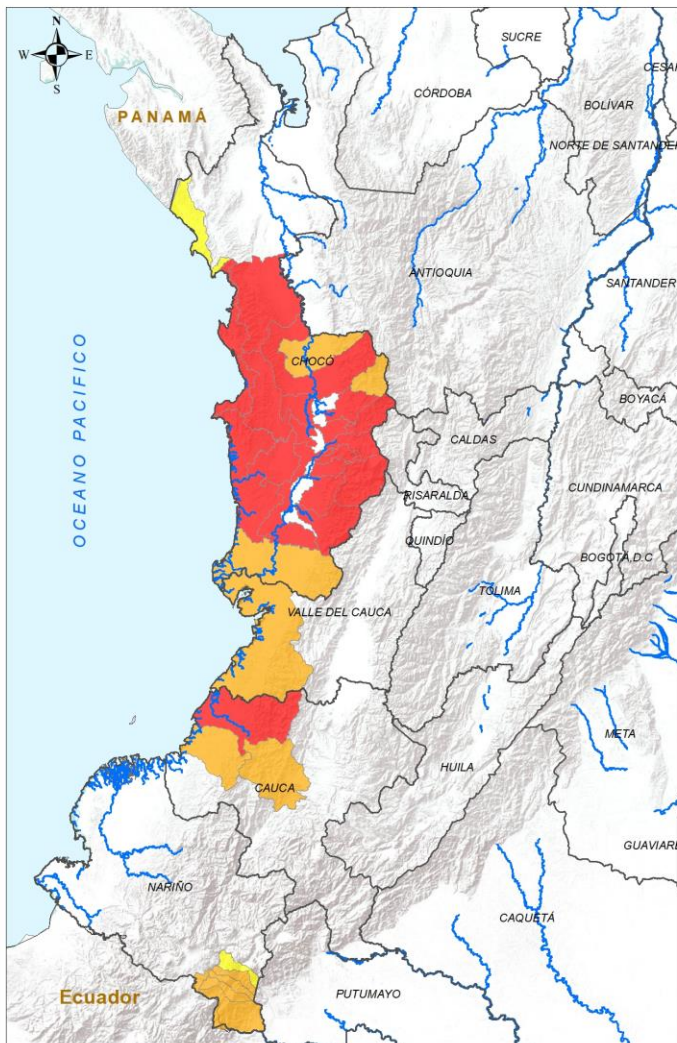 N
W E
S
SUCRE
CESAR
CÓRDOBA
BOLÍVAR
PANAMÁ
NORTE DE SANTANDER
ANTIOQUIA
SANTANDER
CHOCÓ
BOYACÁ
CALDAS
OCEANO PACIFICO
CUNDINAMARCA
RISARALDA
QUINDÍO
BOGOTÁ, D.C
TOLIMA
VALLE DEL CAUCA
META
HUILA
CAUCA
GUAVIARE
NARIÑO
CAQUETÁ
Ecuador
PUTUMAYO